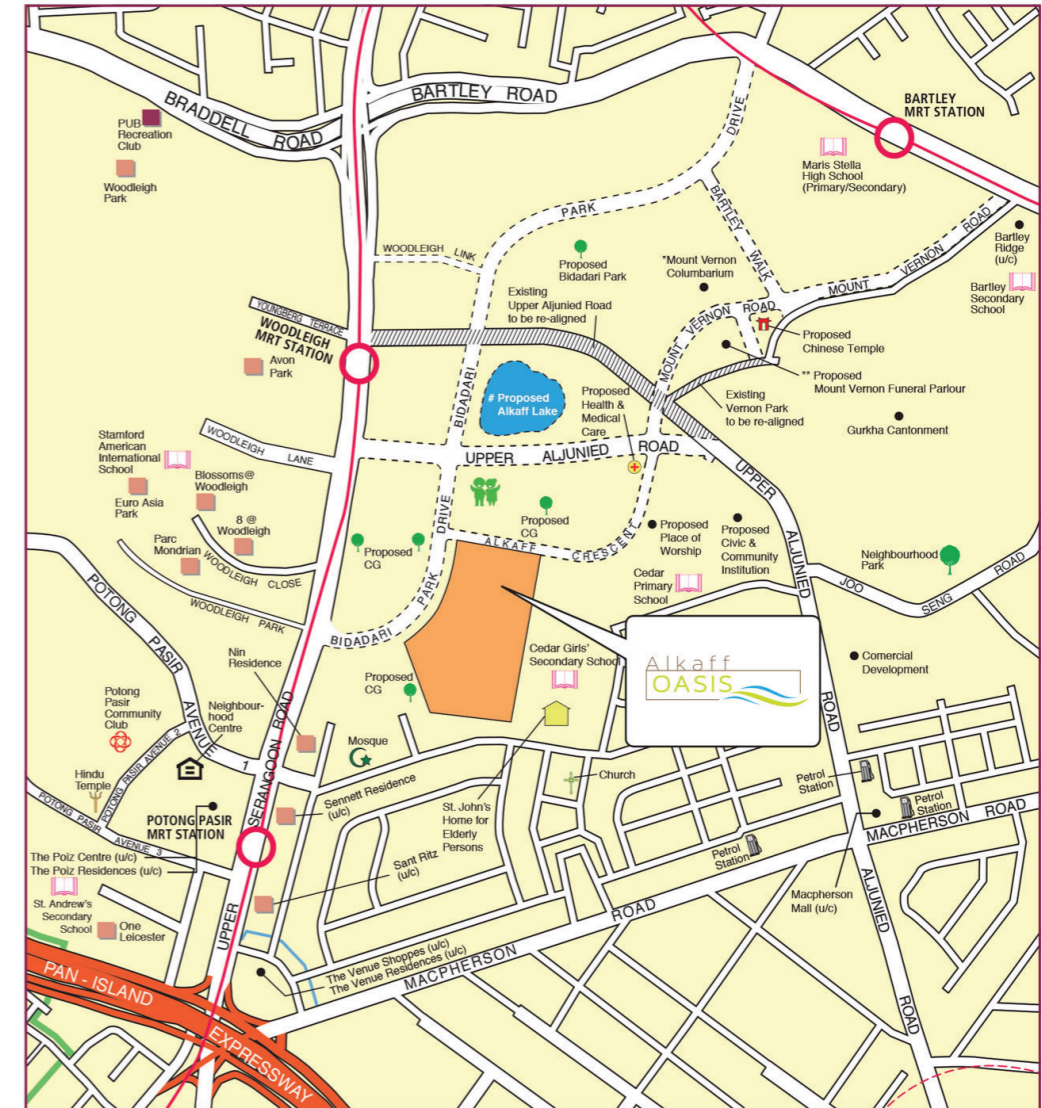 BRADDELL ROAD
BARTLEY ROAD
BARTLEY
MRT STATION
PUB
Recreation
Club
Woodleigh
Park
Maris Stella
High School
(Primary/Secondary)
PARK
DRIVE
BARTLEY WALK
WOODLEIGH LINK
Proposed
Bidadari Park
*Mount Vernon
Columbarium
MOUNT VERNON ROAD
Bartley
Ridge
(u/c)
Bartley
Secondary
School
Existing
Upper Aljunied Road
to be re-aligned
YOUNGBERG TERRACE
WOODLEIGH
MRT STATION
MOUNT VERNON ROAD
Proposed
Chinese Temple
Avon
Park
BIDADARI
# Proposed
Alkaff Lake
Proposed
Health &
Medical
Care
** Proposed
Mount Vernon Funeral Parlour
Existing
Vernon Park
to be re-aligned
Gurkha Cantonment
WOODLEIGH LANE
UPPER ALJUNIED ROAD
UPPER
ALJUNIED
ROAD
Stamford
American
International
School
Euro Asia
Park
Blossoms@
Woodleigh
8 @
Woodleigh
Parc
Mondrian
WOODLEIGH CLOSE
WOODLEIGH PARK
Proposed
CG
Proposed
CG
DRIVE
PARK
BIDADARI
ALKAFF CRESCENT
Proposed
Place of
Worship
Proposed
Civic &
Community
Institution
Neighbourhood
Park
JOO SENG ROAD
Cedar
Primary
School
POTONG PASIR AVENUE 1
Nin
Residence
Proposed
CG
Cedar Girls'
Secondary School
Alkaff
OASIS
Comercial
Development
Potong
Pasir
Community
Club
Neighbour-
hood
Centre
Mosque
UPPER SERANGOON ROAD
POTONG PASIR AVENUE 2
Hindu
Temple
POTONG PASIR AVENUE 3
POTONG PASIR
MRT STATION
Sennett Residence
(u/c)
St. John's
Home for
Elderly
Persons
Church
Petrol
Station
Petrol
Station
MACPHERSON ROAD
The Poiz Centre (u/c)
The Poiz Residences (u/c)
Sant Ritz
(u/c)
Petrol
Station
St. Andrew's
Secondary
School
One
Leicester
Macpherson
Mall (u/c)
ALJUNIED
ROAD
The Venue Shoppes (u/c)
The Venue Residences (u/c)
MACPHERSON ROAD
PAN - ISLAND
EXPRESSWAY